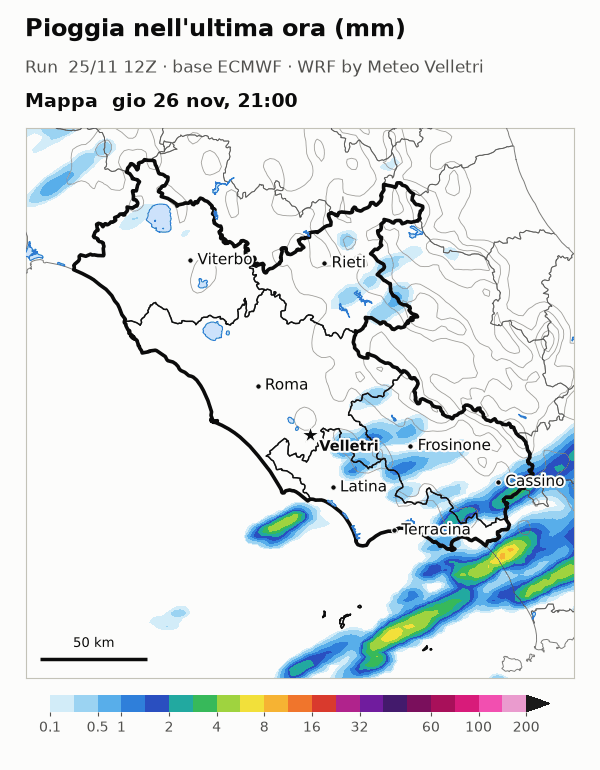 Pioggia nell'ultima ora (mm)
Run  25/11 12Z · base ECMWF · WRF by Meteo Velletri
Mappa  gio 26 nov, 21:00
Viterbo
Rieti
Roma
Velletri
Frosinone
Latina
Cassino
Terracina
50 km
0.1 0.5 1 2 4 8 16 32 60 100 200